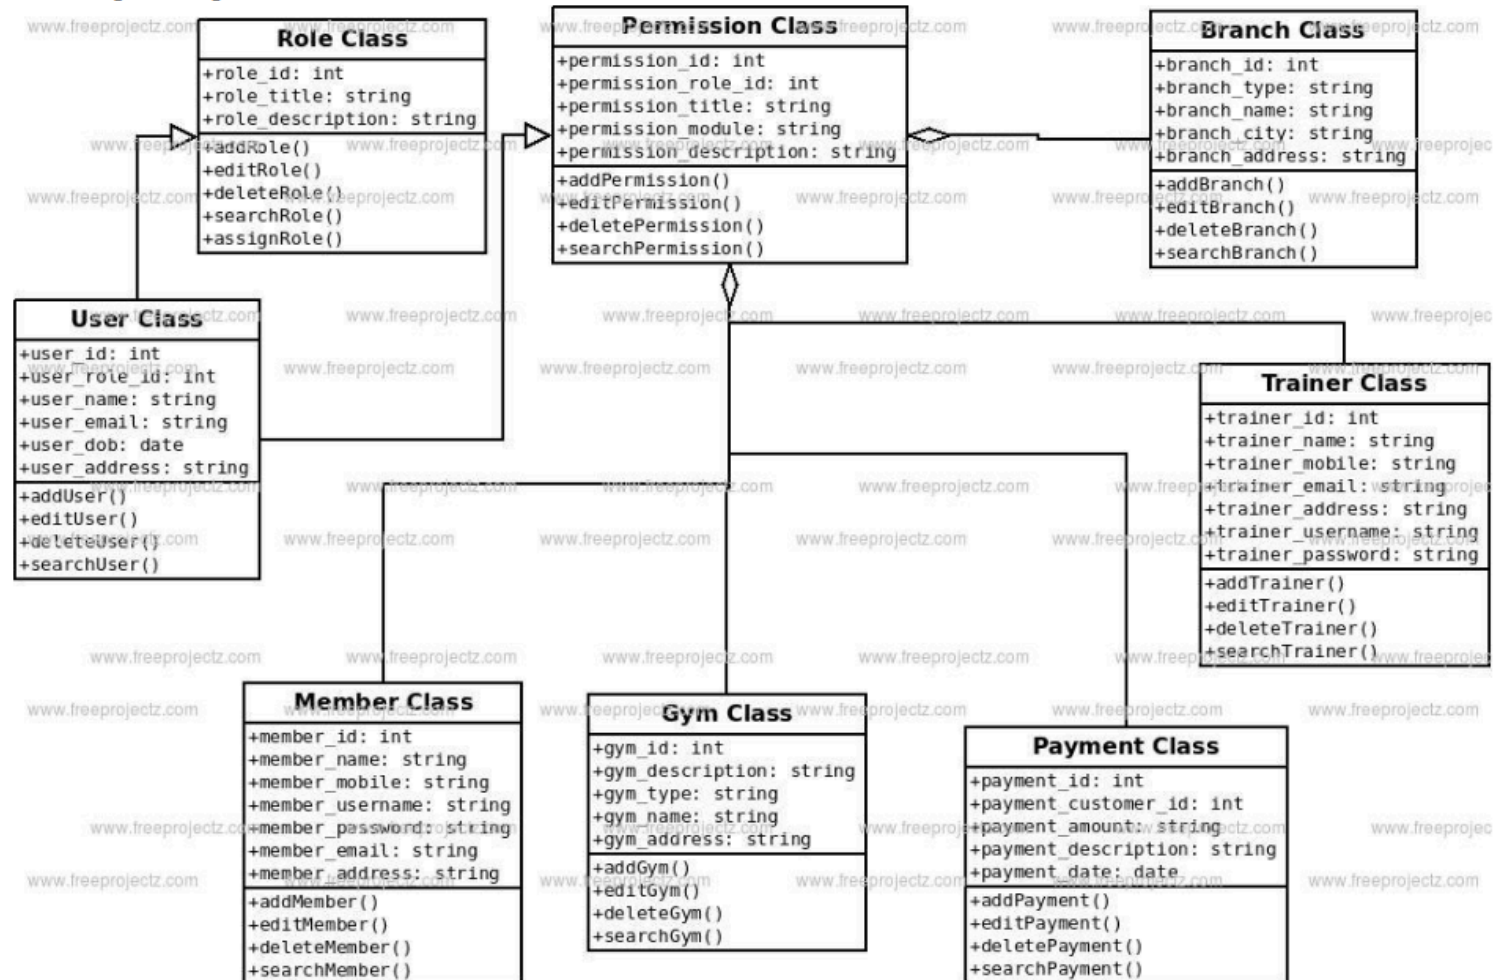 Role Class
+role_id: int
+role_title: string
+role_description: string
+addRole()
+editRole()
+deleteRole()
+searchRole()
+assignRole()
Permission Class
+permission_id: int
+permission_role_id: int
+permission_title: string
+permission_module: string
+permission_description: string
+addPermission()
+editPermission()
+deletePermission()
+searchPermission()
Branch Class
+branch_id: int
+branch_type: string
+branch_name: string
+branch_city: string
+branch_address: string
+addBranch()
+editBranch()
+deleteBranch()
+searchBranch()
User Class
+user_id: int
+user_role_id: int
+user_name: string
+user_email: string
+user_dob: date
+user_address: string
+addUser()
+editUser()
+deleteUser()
+searchUser()
Trainer Class
+trainer_id: int
+trainer_name: string
+trainer_mobile: string
+trainer_email: string
+trainer_address: string
+trainer_username: string
+trainer_password: string
+addTrainer()
+editTrainer()
+deleteTrainer()
+searchTrainer()
Member Class
+member_id: int
+member_name: string
+member_mobile: string
+member_username: string
+member_password: string
+member_email: string
+member_address: string
+addMember()
+editMember()
+deleteMember()
+searchMember()
Gym Class
+gym_id: int
+gym_description: string
+gym_type: string
+gym_name: string
+gym_address: string
+addGym()
+editGym()
+deleteGym()
+searchGym()
Payment Class
+payment_id: int
+payment_customer_id: int
+payment_amount: string
+payment_description: string
+payment_date: date
+addPayment()
+editPayment()
+deletePayment()
+searchPayment()
www.freeprojectz.com